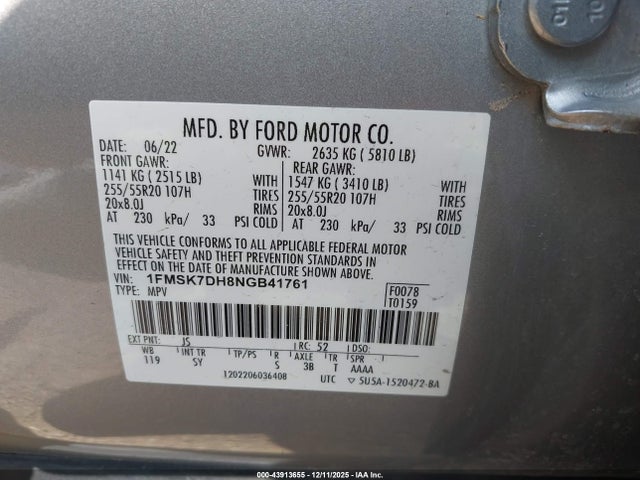 MFD. BY FORD MOTOR CO.
DATE: 06/22 GVWR: 2635 KG ( 5810 LB)
FRONT GAWR: REAR GAWR:
1141 KG ( 2515 LB) WITH 1547 KG ( 3410 LB) WITH
255/55R20 107H TIRES 255/55R20 107H TIRES
20x8.0J RIMS 20x8.0J RIMS
AT 230 kPa/ 33 PSI COLD AT 230 kPa/ 33 PSI COLD
THIS VEHICLE CONFORMS TO ALL APPLICABLE FEDERAL MOTOR
VEHICLE SAFETY AND THEFT PREVENTION STANDARDS IN
EFFECT ON THE DATE OF MANUFACTURE SHOWN ABOVE.
VIN: 1FMSK7DH8NGB41761 F0078
TYPE: MPV T0159
EXT PNT: JS RC: 52 DSO:
WB INT TR TP/PS R AXLE TR SPR
119 SY S 3B T AAAA
1202206036408 UTC 5U5A-1520472-BA
000-43913655 - 12/11/2025 - IAA Inc.